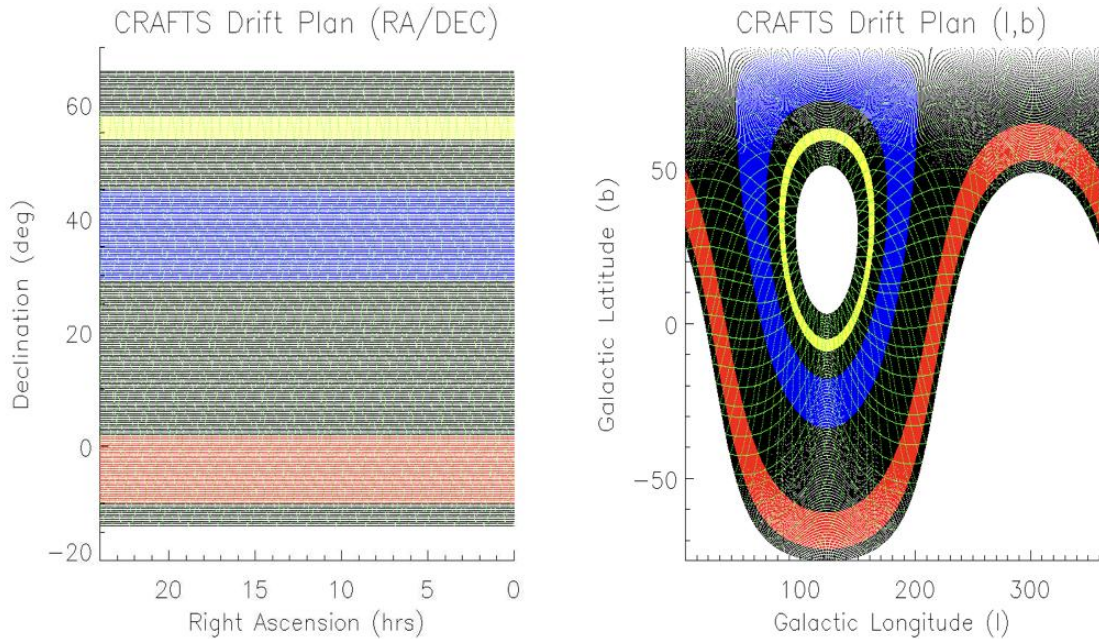 CRAFTS Drift Plan (RA/DEC)
60
40
20
0
−20
Declination (deg)
20
15
10
5
0
Right Ascension (hrs)
CRAFTS Drift Plan (l,b)
50
0
−50
Galactic Latitude (b)
100
200
300
Galactic Longitude (l)